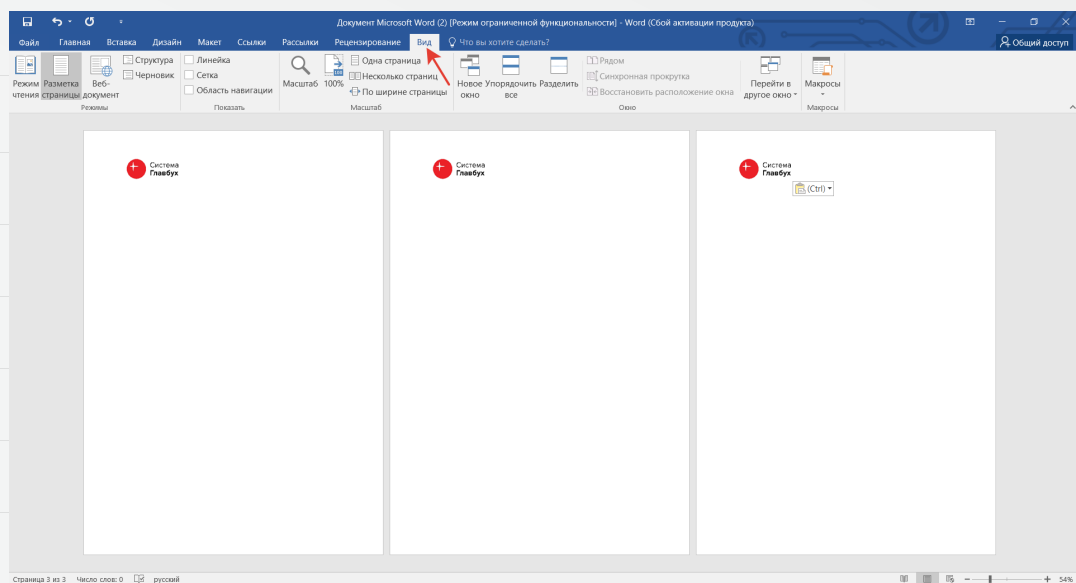 Документ Microsoft Word (2) [Режим ограниченной функциональности] - Word (Сбой активации продукта)
Файл Главная Вставка Дизайн Макет Ссылки Рассылки Рецензирование Вид Что вы хотите сделать? Общий доступ
Режим чтения
Разметка страницы
Веб-документ
Структура
Черновик
Режимы
Линейка
Сетка
Область навигации
Показать
Масштаб
100%
Одна страница
Несколько страниц
По ширине страницы
Масштаб
Новое окно
Упорядочить все
Разделить
Рядом
Синхронная прокрутка
Восстановить расположение окна
Перейти в другое окно
Окно
Макросы
Макросы
Система
Главбух
Система
Главбух
Система
Главбух
(Ctrl)
Страница 3 из 3 Число слов: 0 русский 54%